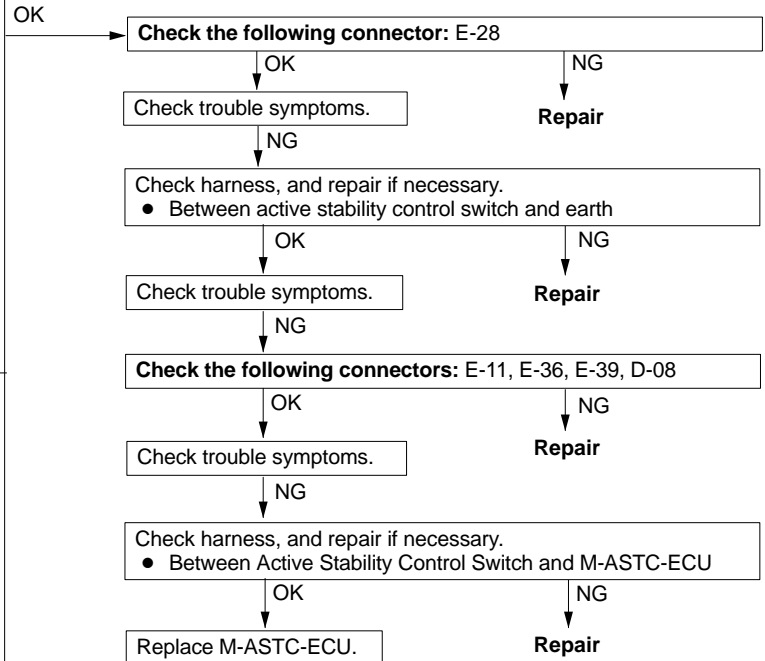 OK
Check the following connector: E-28
OK
NG
Check trouble symptoms.
Repair
NG
Check harness, and repair if necessary.
● Between active stability control switch and earth
OK
NG
Check trouble symptoms.
Repair
NG
Check the following connectors: E-11, E-36, E-39, D-08
OK
NG
Check trouble symptoms.
Repair
NG
Check harness, and repair if necessary.
● Between Active Stability Control Switch and M-ASTC-ECU
OK
NG
Replace M-ASTC-ECU.
Repair